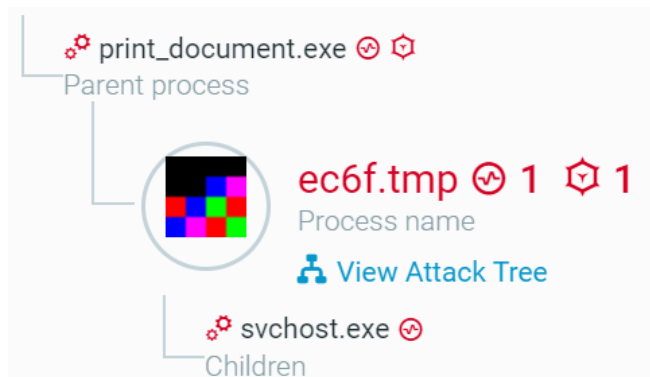 print_document.exe
Parent process
ec6f.tmp 1 1
Process name
View Attack Tree
svchost.exe
Children